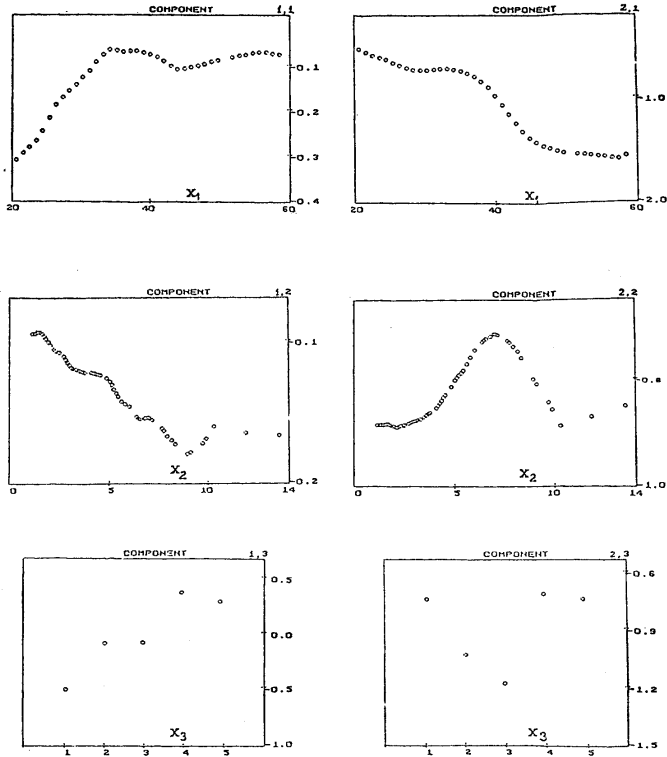 COMPONENT 1,1
-0.1
-0.2
-0.3
-0.4
X1
20 40 60
COMPONENT 2,1
-1.0
-2.0
X1
20 40 60
COMPONENT 1,2
-0.1
-0.2
X2
0 5 10 14
COMPONENT 2,2
-0.8
-1.0
X2
0 5 10 14
COMPONENT 1,3
0.5
0.0
-0.5
-1.0
X3
1 2 3 4 5
COMPONENT 2,3
-0.6
-0.9
-1.2
-1.5
X3
1 2 3 4 5